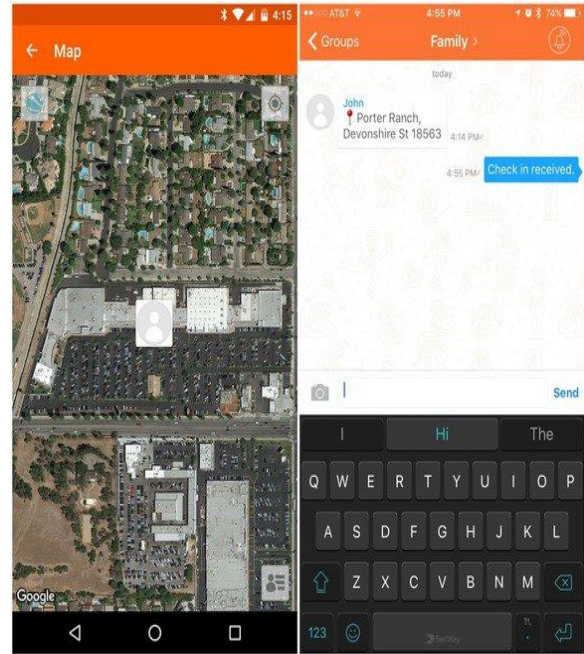 4:15
Map
Google
AT&T
4:55 PM
74%
Groups
Family
today
John
Porter Ranch,
Devonshire St 18563
4:14 PM
4:55 PM
Check in received.
Send
I
Hi
The
Q W E R T Y U I O P
A S D F G H J K L
Z X C V B N M
123
SwiftKey
?!,
.